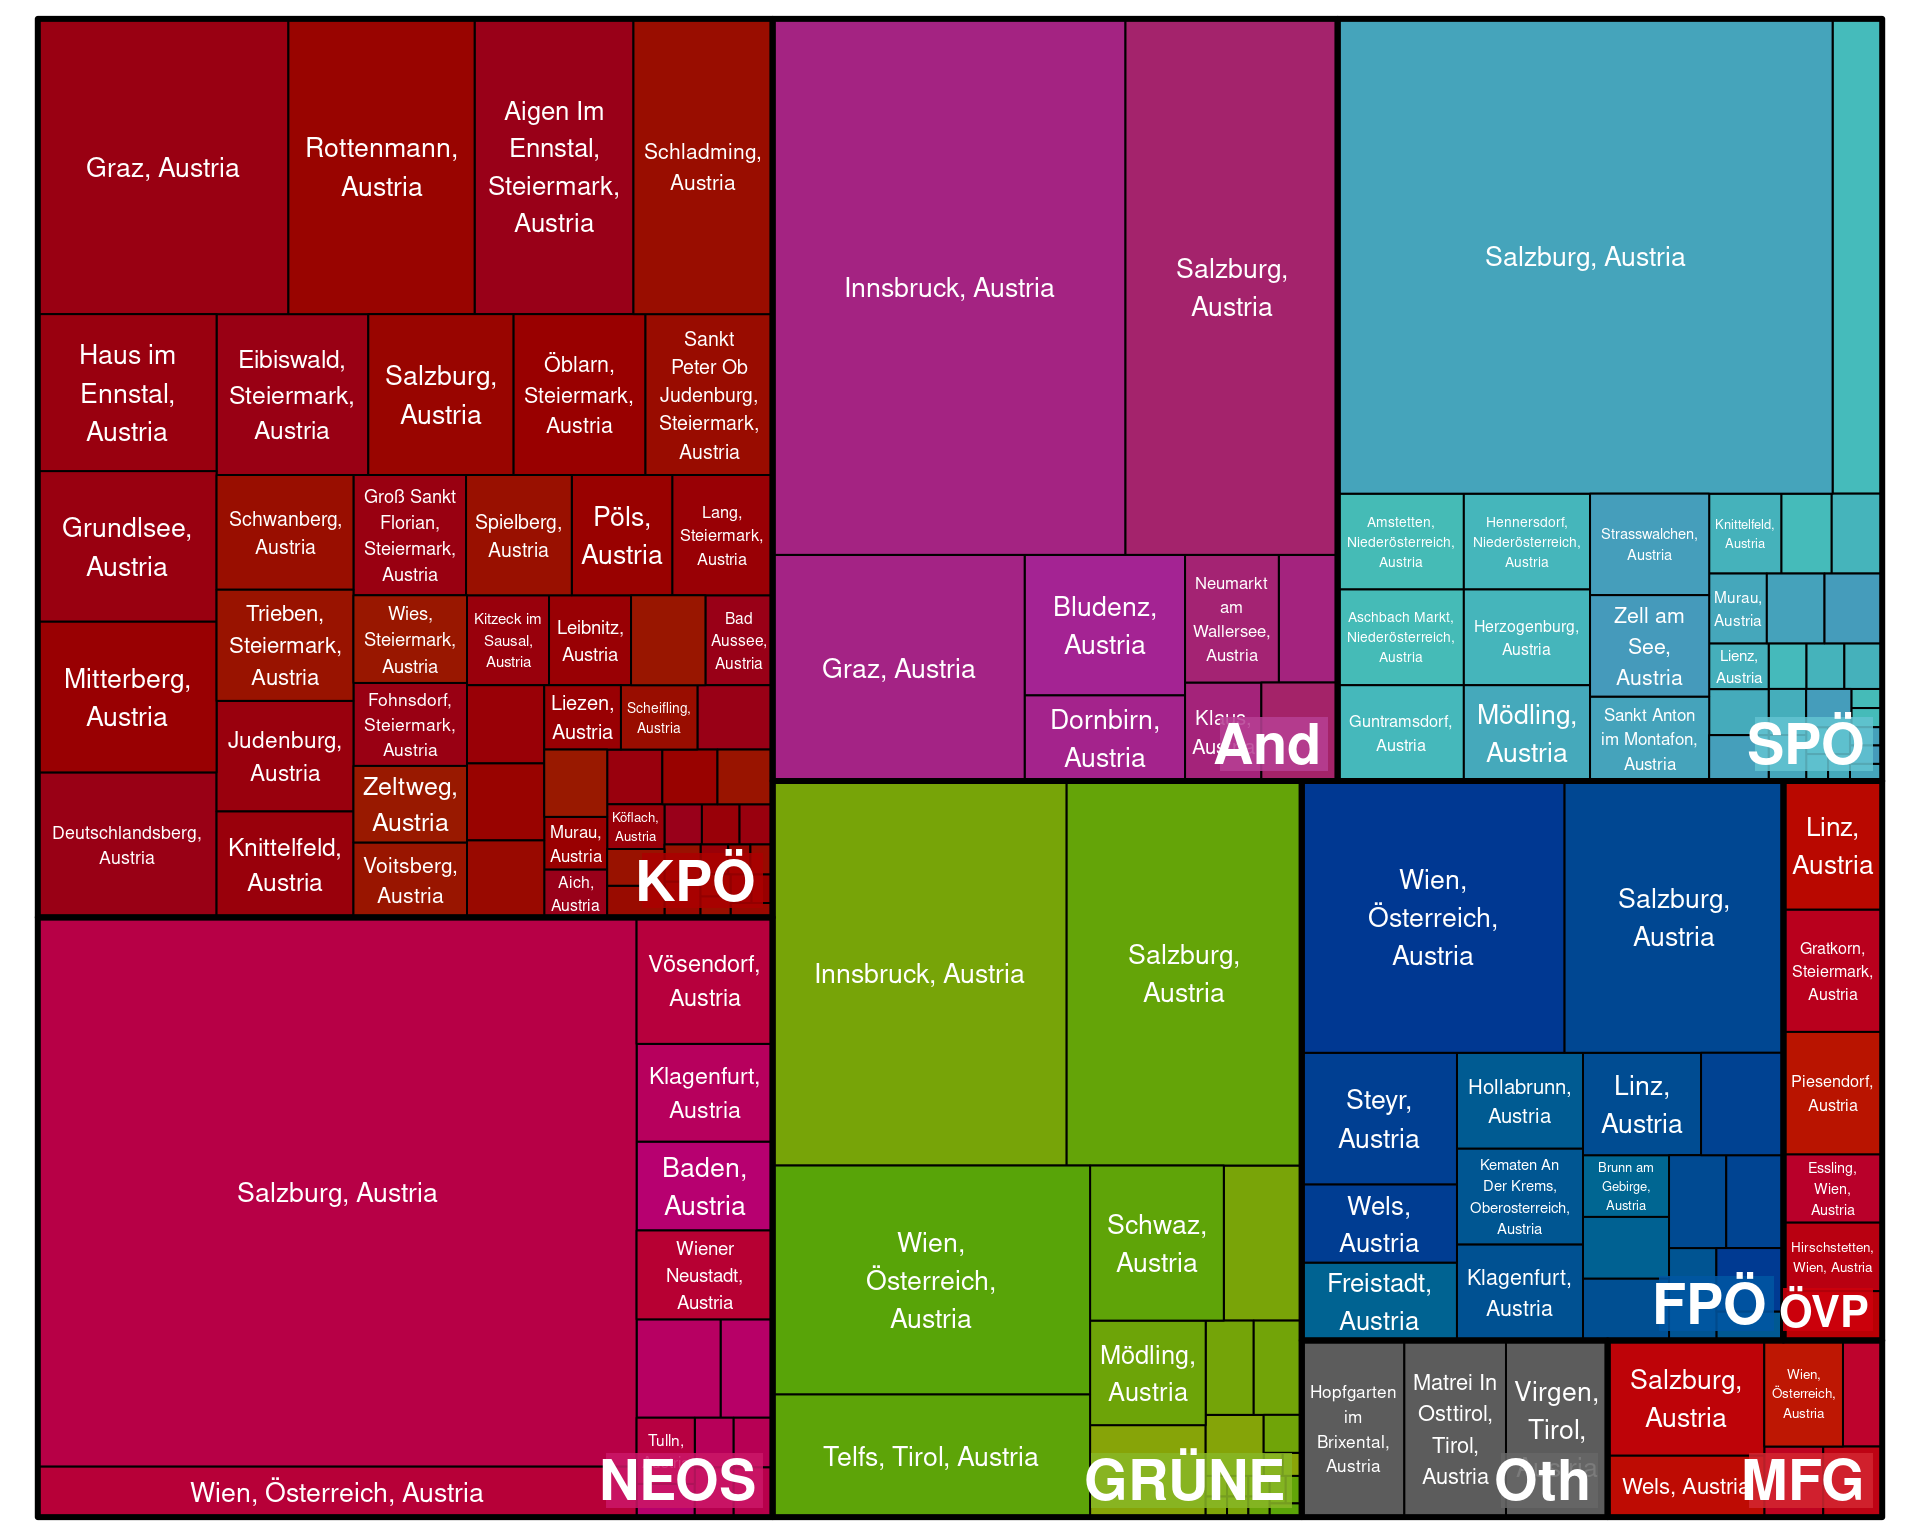 Graz, Austria
Rottenmann,
Austria
Aigen Im
Ennstal,
Steiermark,
Austria
Schladming,
Austria
Haus im
Ennstal,
Austria
Eibiswald,
Steiermark,
Austria
Salzburg,
Austria
Öblarn,
Steiermark,
Austria
Sankt
Peter Ob
Judenburg,
Steiermark,
Austria
Grundlsee,
Austria
Schwanberg,
Austria
Groß Sankt
Florian,
Steiermark,
Austria
Spielberg,
Austria
Pöls,
Austria
Lang,
Steiermark,
Austria
Mitterberg,
Austria
Trieben,
Steiermark,
Austria
Wies,
Steiermark,
Austria
Kitzeck im
Sausal,
Austria
Leibnitz,
Austria
Bad
Aussee,
Austria
Judenburg,
Austria
Fohnsdorf,
Steiermark,
Austria
Liezen,
Austria
Scheifling,
Austria
Deutschlandsberg,
Austria
Knittelfeld,
Austria
Zeltweg,
Austria
Voitsberg,
Austria
Murau,
Austria
Köflach,
Austria
Aich,
Austria
KPÖ
Salzburg, Austria
Vösendorf,
Austria
Klagenfurt,
Austria
Baden,
Austria
Wiener
Neustadt,
Austria
Tulln,
Wien, Österreich, Austria
NEOS
Innsbruck, Austria
Salzburg,
Austria
Graz, Austria
Bludenz,
Austria
Dornbirn,
Austria
Neumarkt
am
Wallersee,
Austria
Klaus,
Austria
And
Salzburg, Austria
Amstetten,
Niederösterreich,
Austria
Hennersdorf,
Niederösterreich,
Austria
Strasswalchen,
Austria
Knittelfeld,
Austria
Aschbach Markt,
Niederösterreich,
Austria
Herzogenburg,
Austria
Zell am
See,
Austria
Murau,
Austria
Lienz,
Austria
Guntramsdorf,
Austria
Mödling,
Austria
Sankt Anton
im Montafon,
Austria
SPÖ
Innsbruck, Austria
Salzburg,
Austria
Wien,
Österreich,
Austria
Schwaz,
Austria
Mödling,
Austria
Telfs, Tirol, Austria
GRÜNE
Wien,
Österreich,
Austria
Salzburg,
Austria
Steyr,
Austria
Hollabrunn,
Austria
Linz,
Austria
Wels,
Austria
Kematen An
Der Krems,
Oberosterreich,
Austria
Brunn am
Gebirge,
Austria
Freistadt,
Austria
Klagenfurt,
Austria
FPÖ
Linz,
Austria
Gratkorn,
Steiermark,
Austria
Piesendorf,
Austria
Essling,
Wien,
Austria
Hirschstetten,
Wien, Austria
ÖVP
Hopfgarten
im
Brixental,
Austria
Matrei In
Osttirol,
Tirol,
Austria
Virgen,
Tirol,
Austria
Oth
Salzburg,
Austria
Wien,
Österreich,
Austria
Wels, Austria
MFG